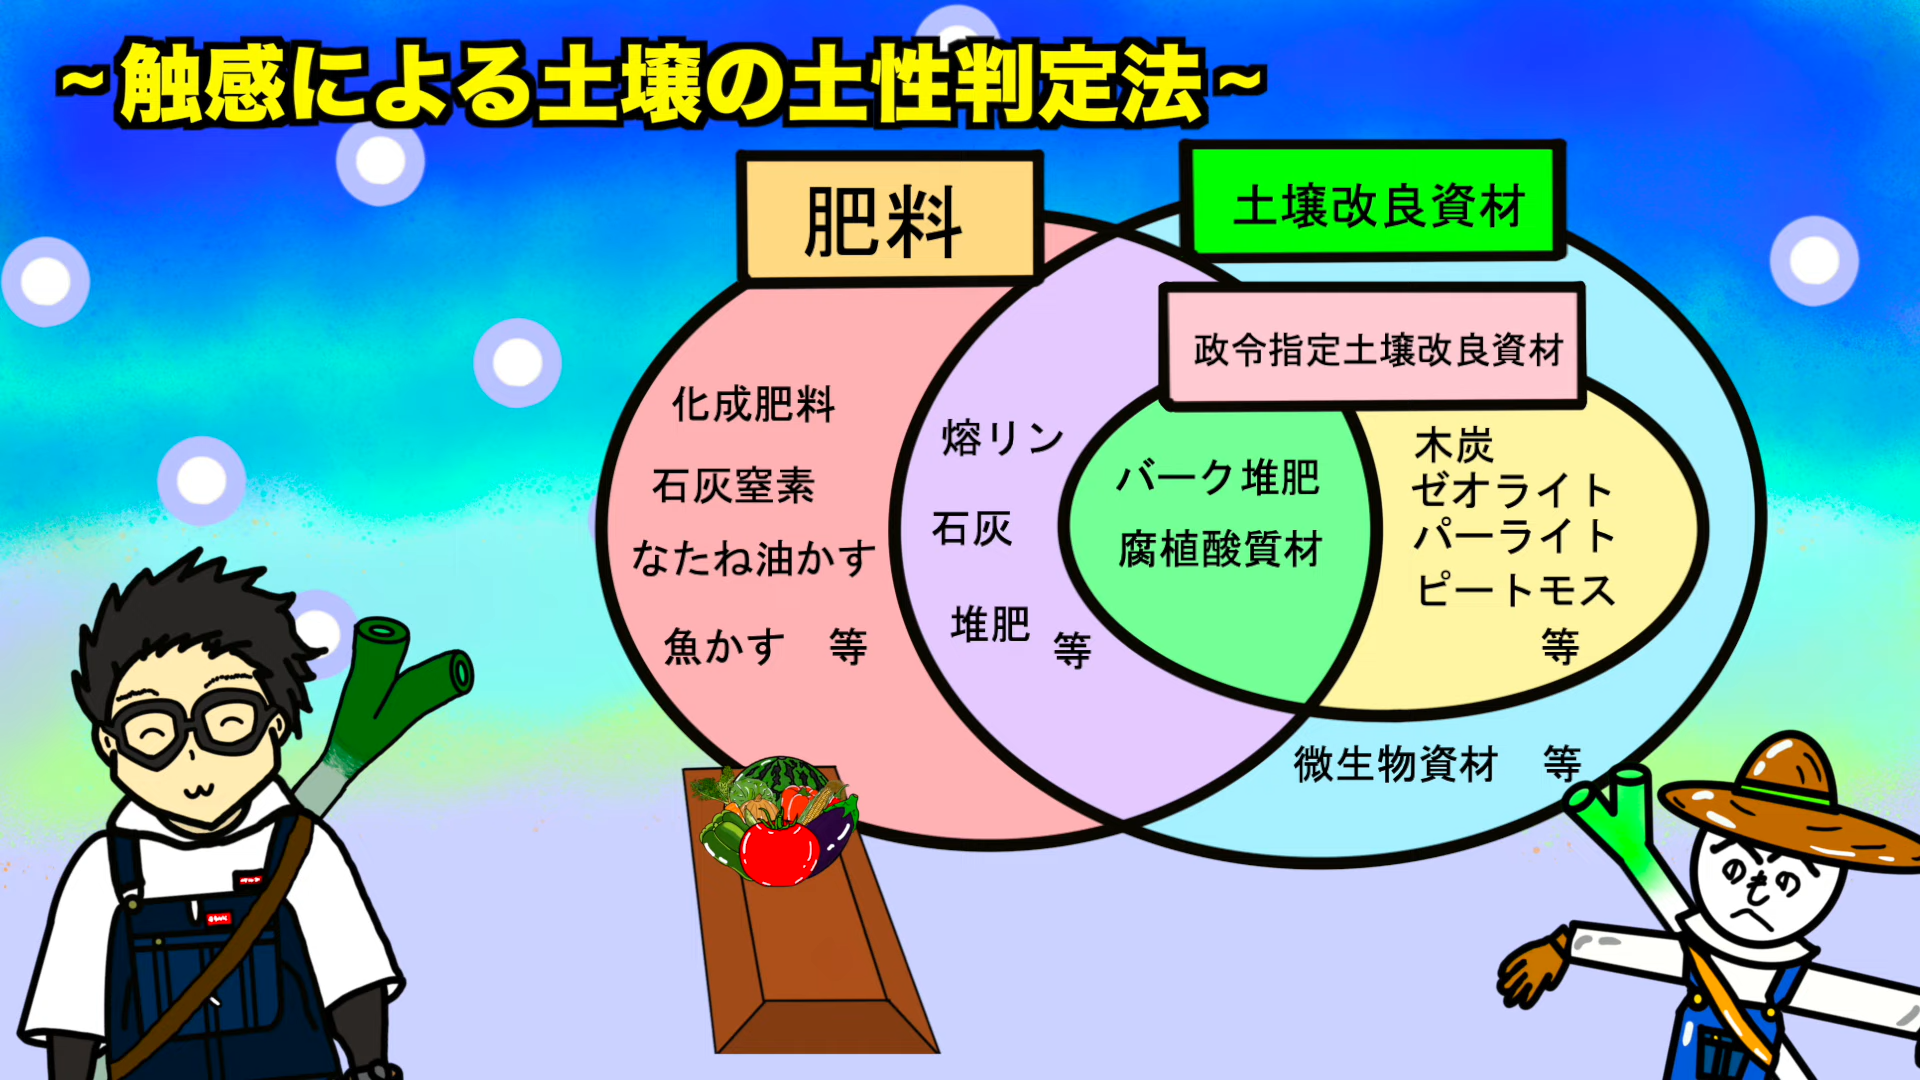 ~触感による土壌の土性判定法~
肥料
土壌改良資材
政令指定土壌改良資材
化成肥料
石灰窒素
なたね油かす
魚かす 等
熔リン
石灰
堆肥 等
バーク堆肥
腐植酸質材
木炭
ゼオライト
パーライト
ピートモス
等
微生物資材 等
のものへ